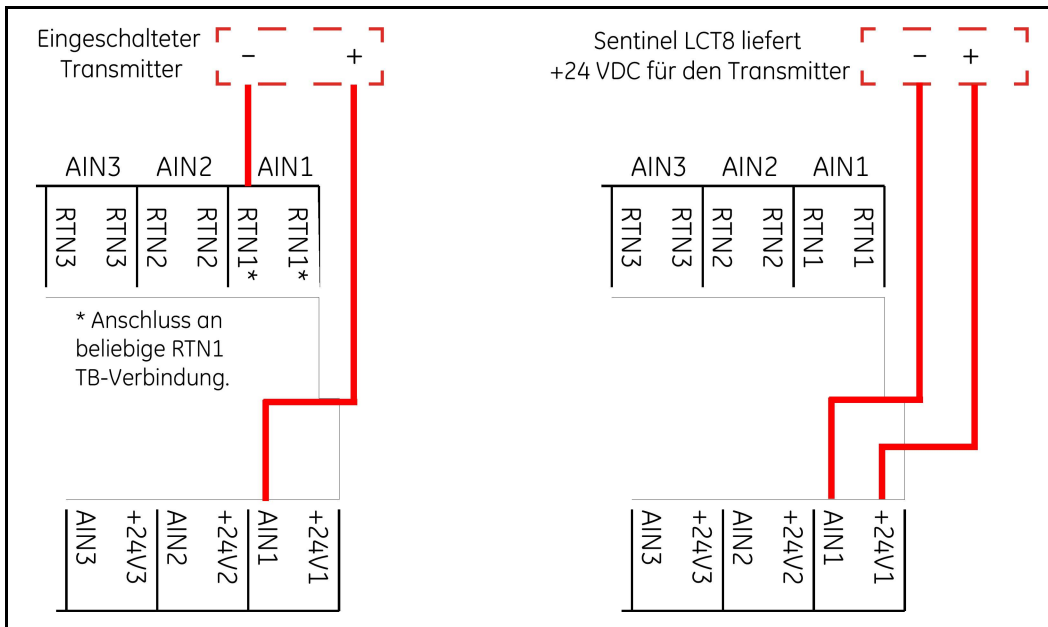 Eingeschalteter
Transmitter
− +
AIN3 AIN2 AIN1
RTN3 RTN3 RTN2 RTN2 RTN1* RTN1*
* Anschluss an
beliebige RTN1
TB-Verbindung.
AIN3 +24V3 AIN2 +24V2 AIN1 +24V1
Sentinel LCT8 liefert
+24 VDC für den Transmitter
− +
AIN3 AIN2 AIN1
RTN3 RTN3 RTN2 RTN2 RTN1 RTN1
AIN3 +24V3 AIN2 +24V2 AIN1 +24V1